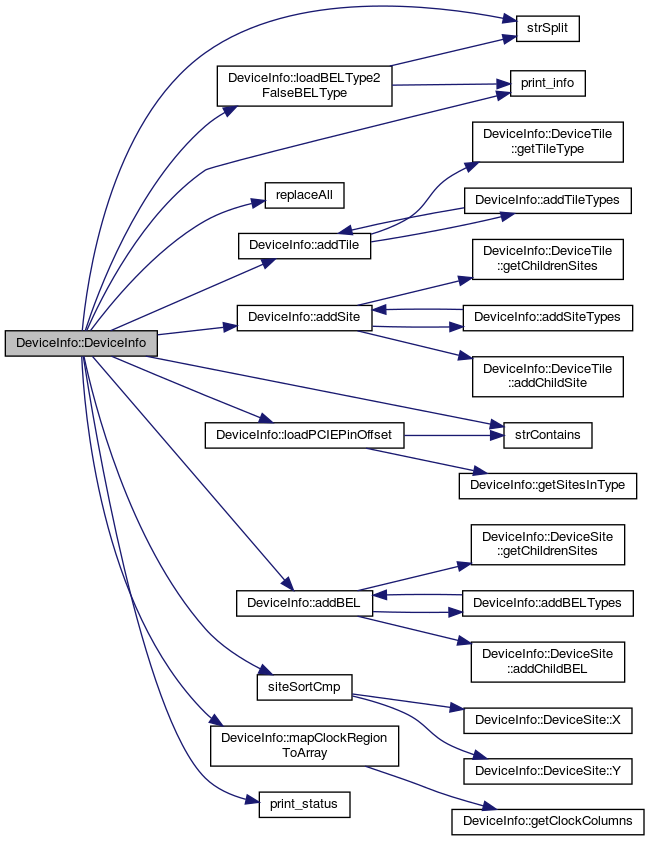 strSplit
DeviceInfo::loadBELType2
FalseBELType
print_info
DeviceInfo::DeviceTile
::getTileType
replaceAll
DeviceInfo::addTileTypes
DeviceInfo::addTile
DeviceInfo::DeviceTile
::getChildrenSites
DeviceInfo::addSite
DeviceInfo::addSiteTypes
DeviceInfo::DeviceInfo
DeviceInfo::DeviceTile
::addChildSite
DeviceInfo::loadPCIEPinOffset
strContains
DeviceInfo::getSitesInType
DeviceInfo::DeviceSite
::getChildrenSites
DeviceInfo::addBEL
DeviceInfo::addBELTypes
DeviceInfo::DeviceSite
::addChildBEL
siteSortCmp
DeviceInfo::DeviceSite::X
DeviceInfo::mapClockRegion
ToArray
DeviceInfo::DeviceSite::Y
print_status
DeviceInfo::getClockColumns